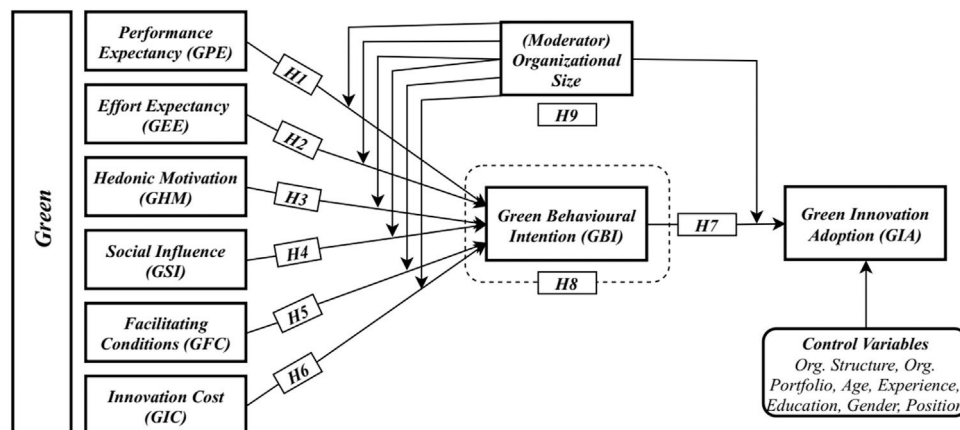 Green
Performance
Expectancy (GPE)
Effort Expectancy
(GEE)
Hedonic Motivation
(GHM)
Social Influence
(GSI)
Facilitating
Conditions (GFC)
Innovation Cost
(GIC)
H1
H2
H3
H4
H5
H6
(Moderator)
Organizational
Size
H9
Green Behavioural
Intention (GBI)
H8
H7
Green Innovation
Adoption (GIA)
Control Variables
Org. Structure, Org.
Portfolio, Age, Experience,
Education, Gender, Position